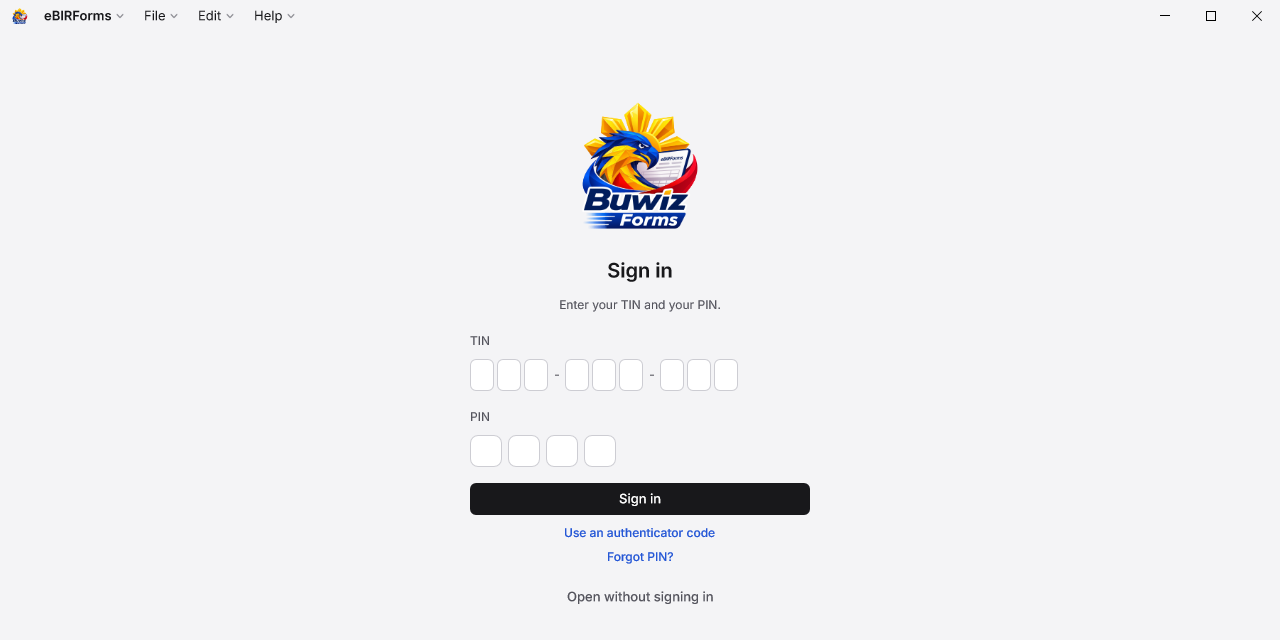 eBIRForms File Edit Help
eBIRForms
Buwiz
Forms
Sign in
Enter your TIN and your PIN.
TIN
- -
PIN
Sign in
Use an authenticator code
Forgot PIN?
Open without signing in